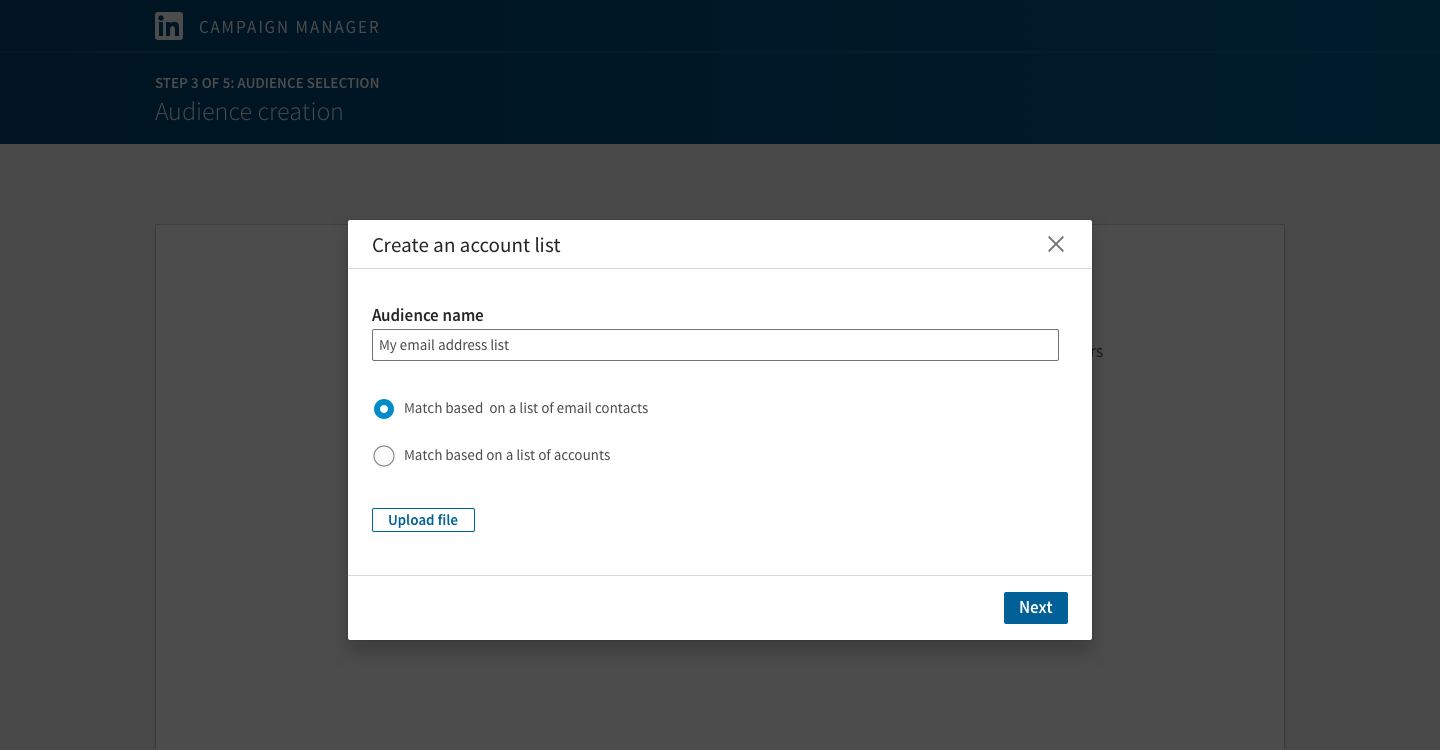 in CAMPAIGN MANAGER
STEP 3 OF 5: AUDIENCE SELECTION
Audience creation
Create an account list
Audience name
My email address list
rs
Match based  on a list of email contacts
Match based on a list of accounts
Upload file
Next